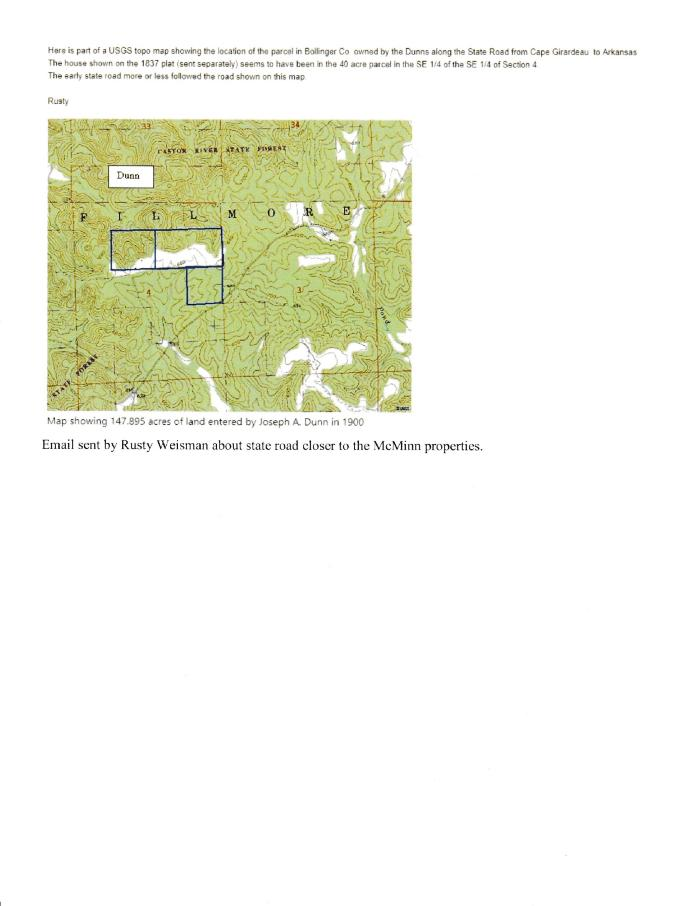 Here is part of a USGS topo map showing the location of the parcel in Bollinger Co owned by the Dunns along the State Road from Cape Girardeau to Arkansas
The house shown on the 1837 plat (sent separately) seems to have been in the 40 acre parcel in the SE 1/4 of the SE 1/4 of Section 4
The early state road more or less followed the road shown on this map
Rusty
33
34
CASTOR RIVER STATE FOREST
Dunn
F I L L M O R E
4
3
Pond
STATE FOREST
USGS
Map showing 147.895 acres of land entered by Joseph A. Dunn in 1900
Email sent by Rusty Weisman about state road closer to the McMinn properties.